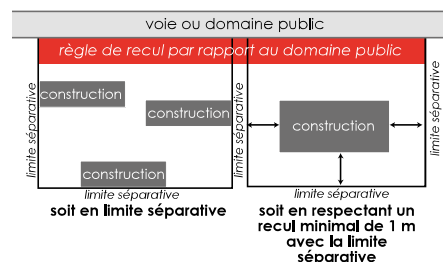 voie ou domaine public
règle de recul par rapport au domaine public
limite séparative
construction
construction
construction
limite séparative
limite séparative
soit en limite séparative
limite séparative
construction
limite séparative
limite séparative
soit en respectant un
recul minimal de 1 m
avec la limite
séparative